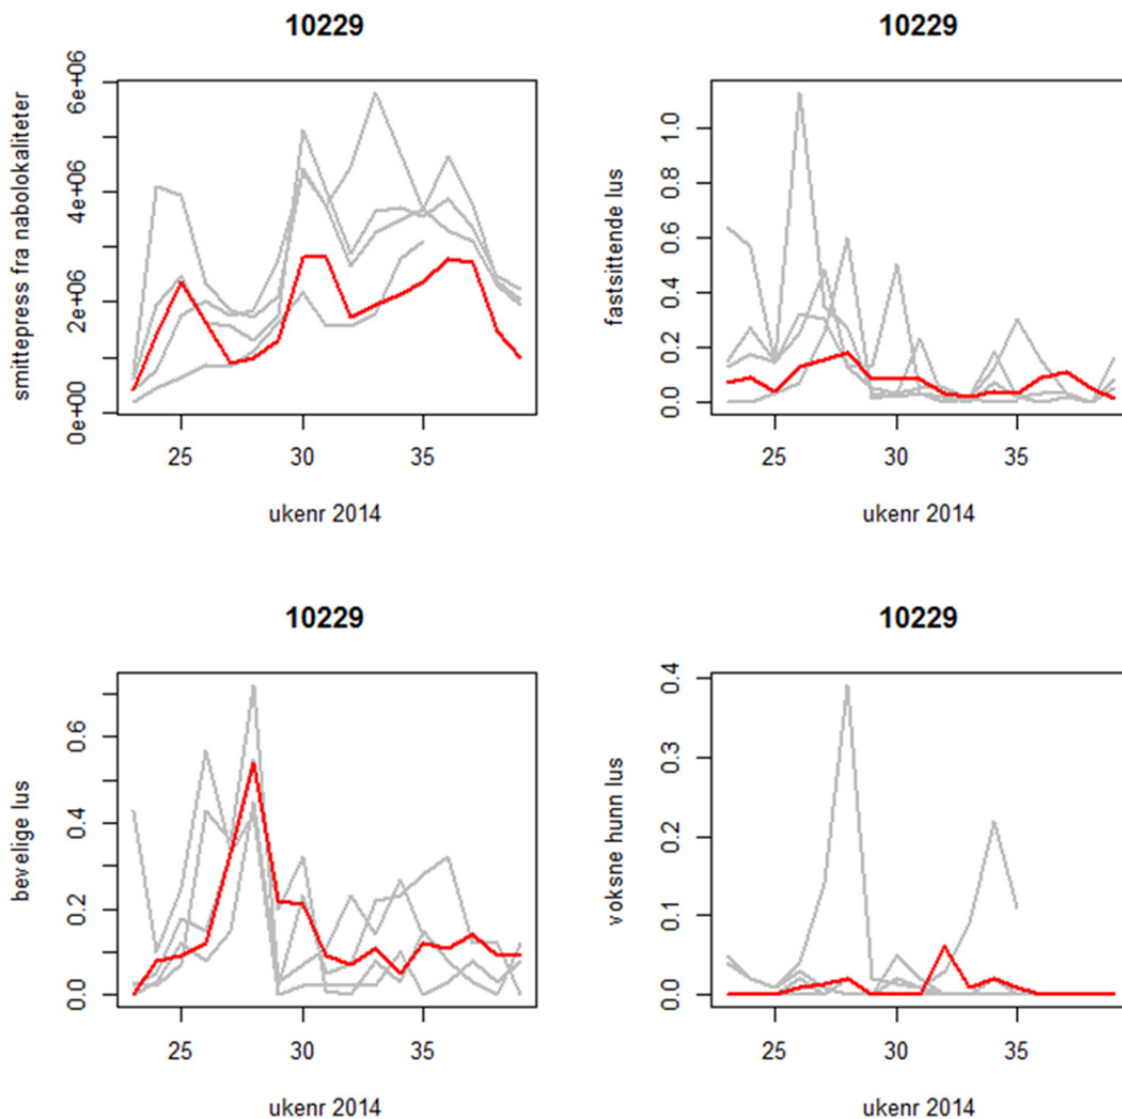 10229
smittepress fra nabolokaliteter
0e+00
2e+06
4e+06
6e+06
25
30
35
ukenr 2014
10229
fastsittende lus
0.0
0.2
0.4
0.6
0.8
1.0
25
30
35
ukenr 2014
10229
bevelige lus
0.0
0.2
0.4
0.6
25
30
35
ukenr 2014
10229
voksne hunn lus
0.0
0.1
0.2
0.3
0.4
25
30
35
ukenr 2014